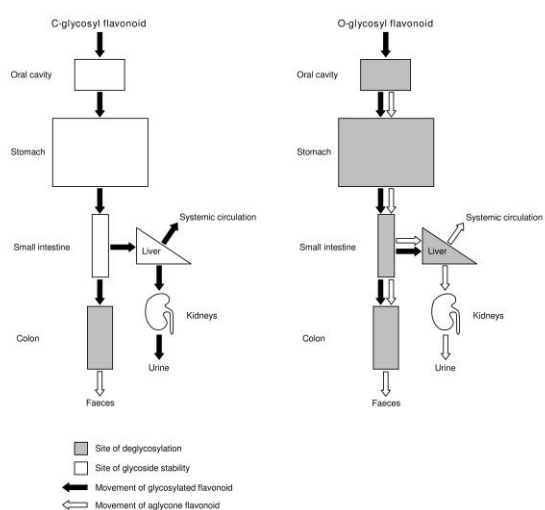 C-glycosyl flavonoid
Oral cavity
Stomach
Systemic circulation
Small intestine
Liver
Kidneys
Colon
Urine
Faeces
O-glycosyl flavonoid
Oral cavity
Stomach
Systemic circulation
Small intestine
Liver
Kidneys
Colon
Urine
Faeces
Site of deglycosylation
Site of glycoside stability
Movement of glycosylated flavonoid
Movement of aglycone flavonoid